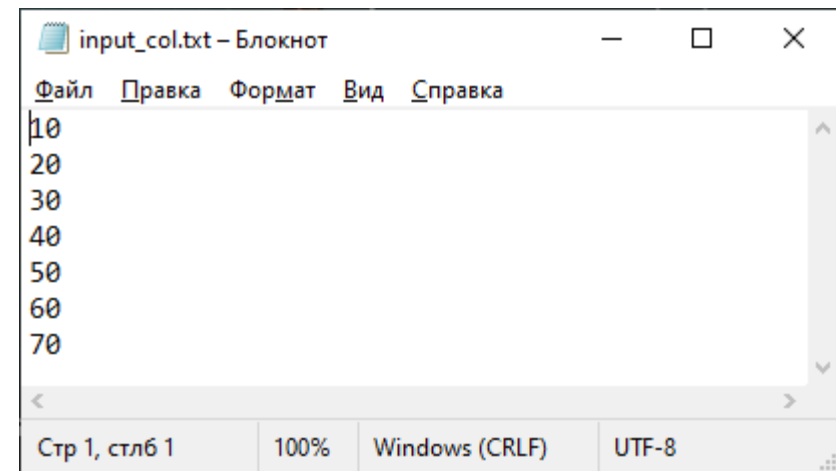 input_col.txt – Блокнот
Файл Правка Формат Вид Справка
10
20
30
40
50
60
70
Стр 1, стлб 1 100% Windows (CRLF) UTF-8